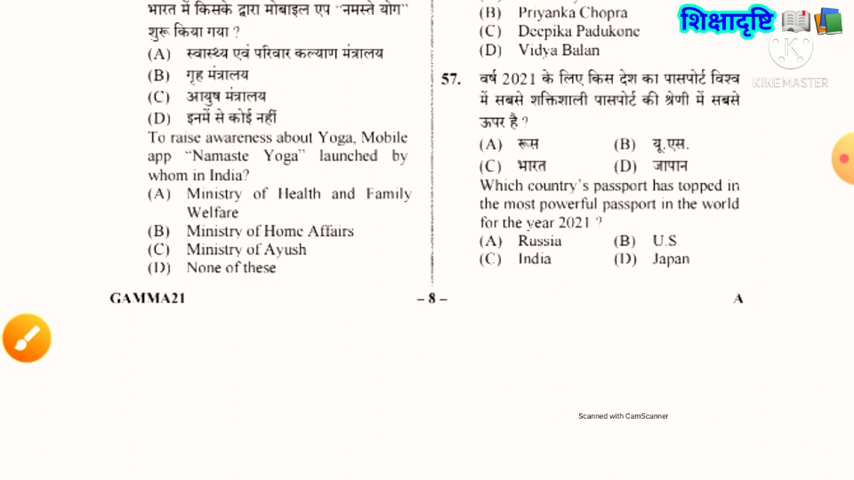 भारत में किसके द्वारा मोबाइल एप “नमस्ते योग”
शुरू किया गया ?
(A) स्वास्थ्य एवं परिवार कल्याण मंत्रालय
(B) गृह मंत्रालय
(C) आयुष मंत्रालय
(D) इनमें से कोई नहीं
To raise awareness about Yoga, Mobile
app “Namaste Yoga” launched by
whom in India?
(A) Ministry of Health and Family
Welfare
(B) Ministry of Home Affairs
(C) Ministry of Ayush
(D) None of these
(B) Priyanka Chopra
(C) Deepika Padukone
(D) Vidya Balan
57. वर्ष 2021 के लिए किस देश का पासपोर्ट विश्व
में सबसे शक्तिशाली पासपोर्ट की श्रेणी में सबसे
ऊपर है ?
(A) रूस (B) यू.एस.
(C) भारत (D) जापान
Which country’s passport has topped in
the most powerful passport in the world
for the year 2021 ?
(A) Russia (B) U.S
(C) India (D) Japan
GAMMA21 – 8 – A
Scanned with CamScanner
शिक्षादृष्टि
K
KINEMASTER